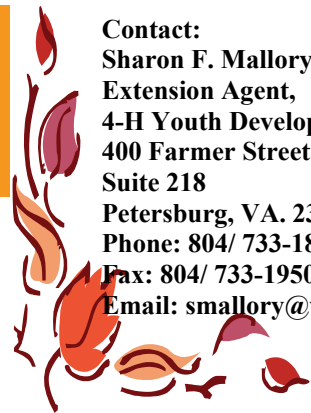 Contact:
Sharon F. Mallory
Extension Agent,
4-H Youth Develop
400 Farmer Street
Suite 218
Petersburg, VA. 23
Phone: 804/ 733-18
Fax: 804/ 733-1950
Email: smallory@